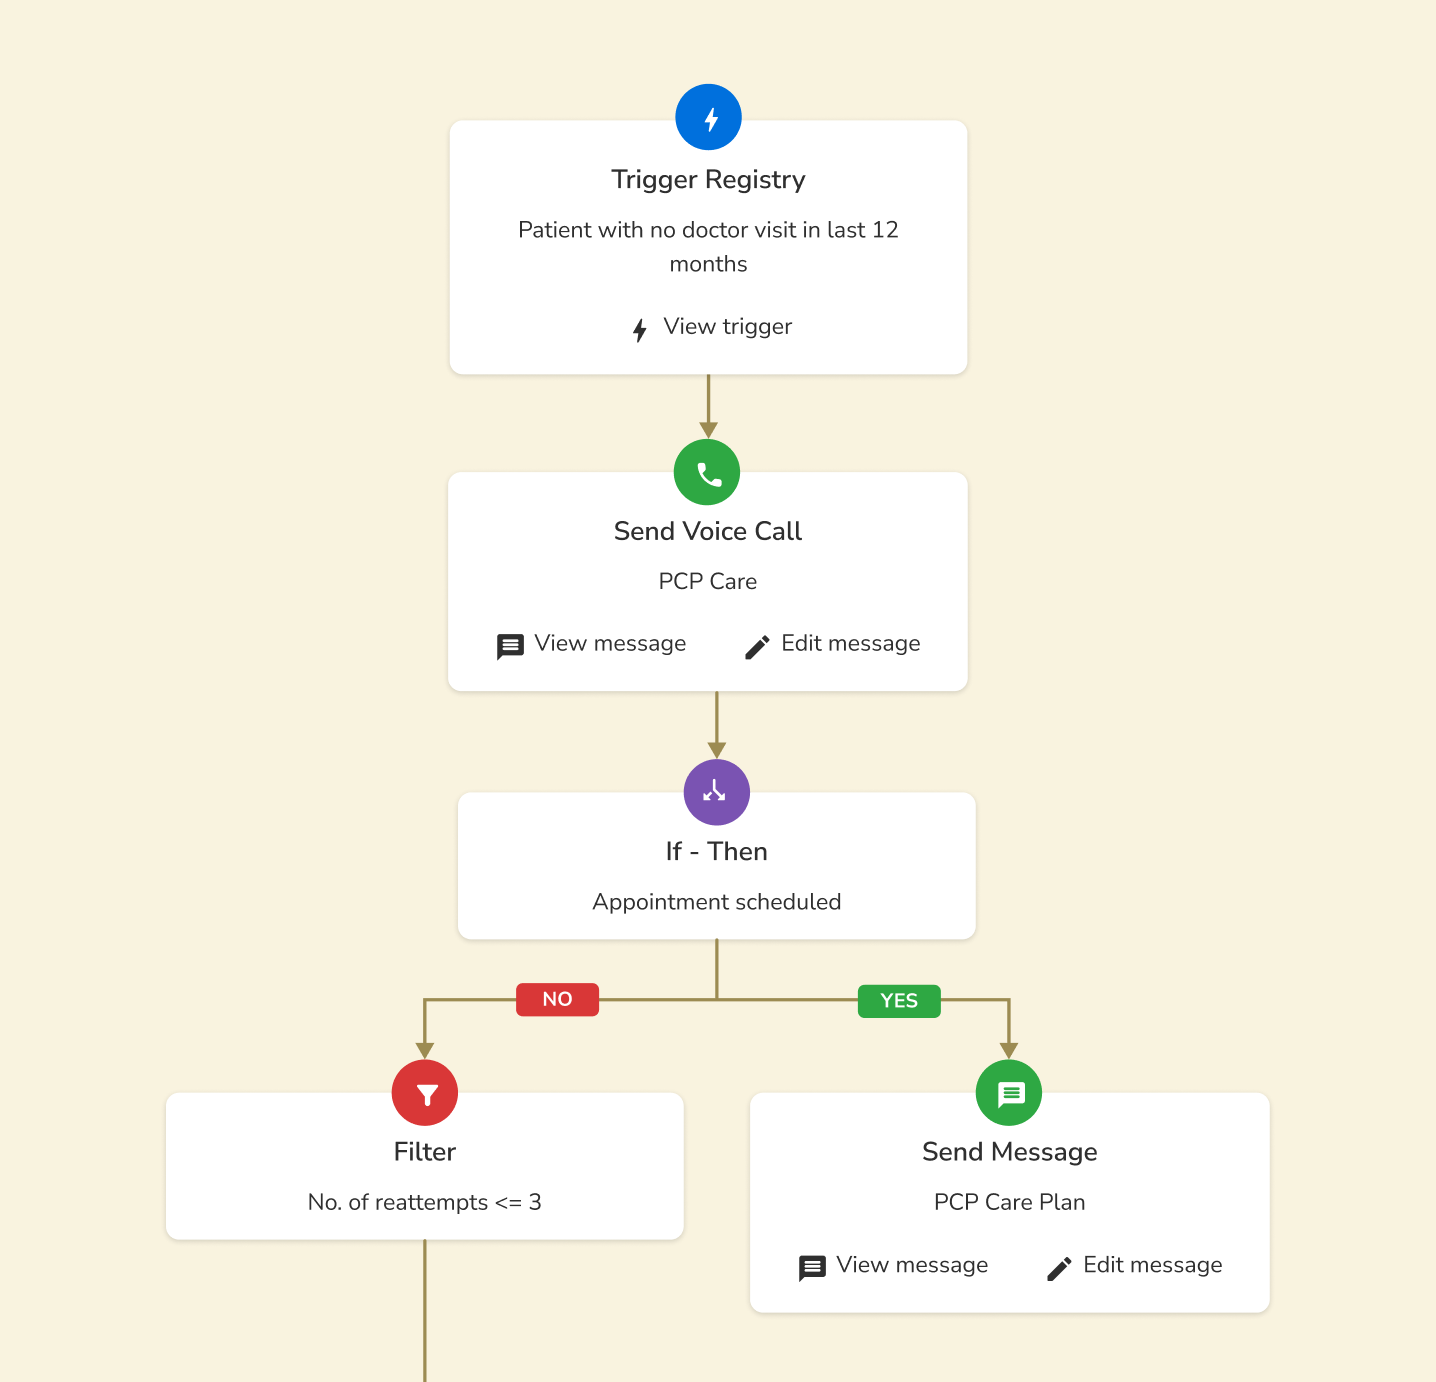 Trigger Registry
Patient with no doctor visit in last 12
months
View trigger
Send Voice Call
PCP Care
View message
Edit message
If - Then
Appointment scheduled
NO
YES
Filter
No. of reattempts <= 3
Send Message
PCP Care Plan
View message
Edit message